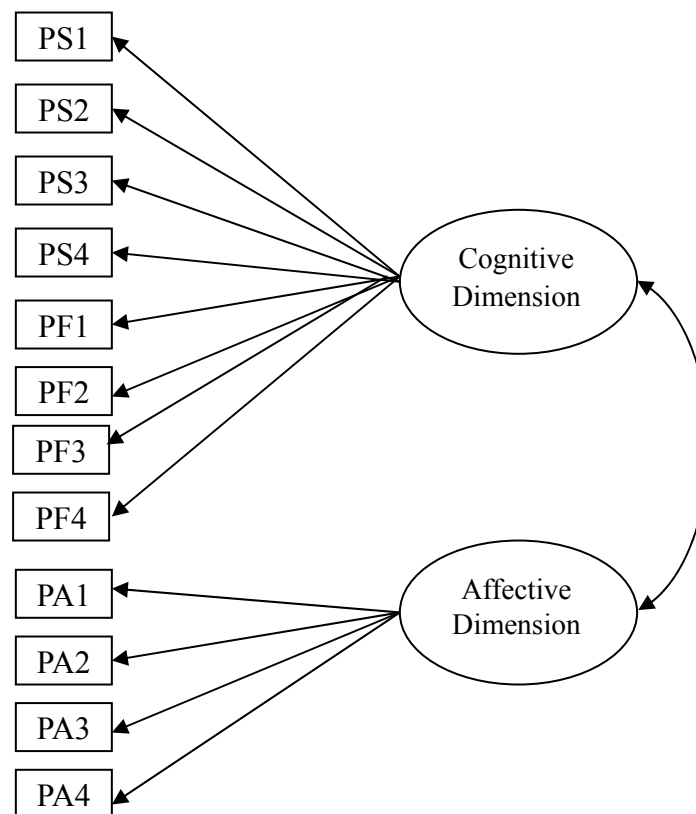 PS1
PS2
PS3
PS4
PF1
PF2
PF3
PF4
PA1
PA2
PA3
PA4
Cognitive
Dimension
Affective
Dimension